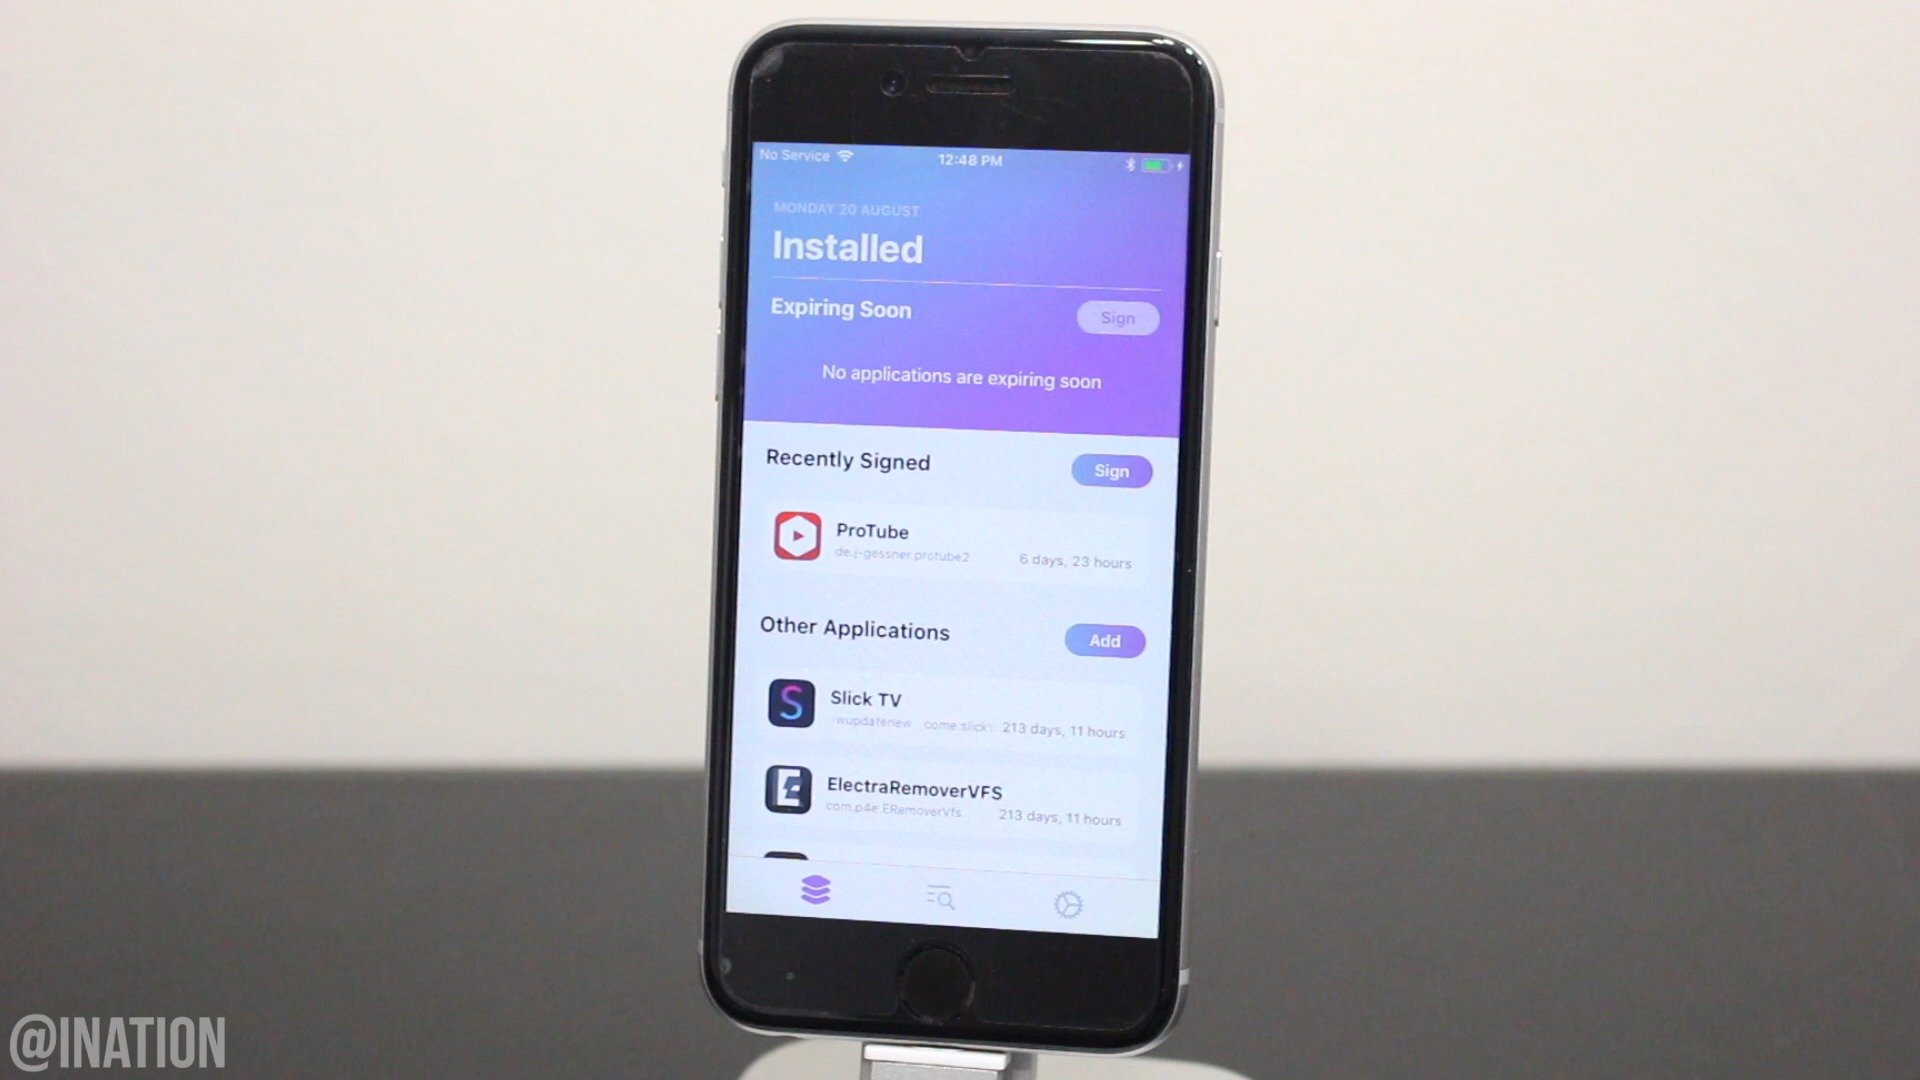 No Service
12:48 PM
MONDAY 20 AUGUST
Installed
Expiring Soon
Sign
No applications are expiring soon
Recently Signed
Sign
ProTube
de.j-gessner.protube2
6 days, 23 hours
Other Applications
Add
Slick TV
wupdatenew come.slick
213 days, 11 hours
ElectraRemoverVFS
com.p4e.ERemoverVfs
213 days, 11 hours
@INATION